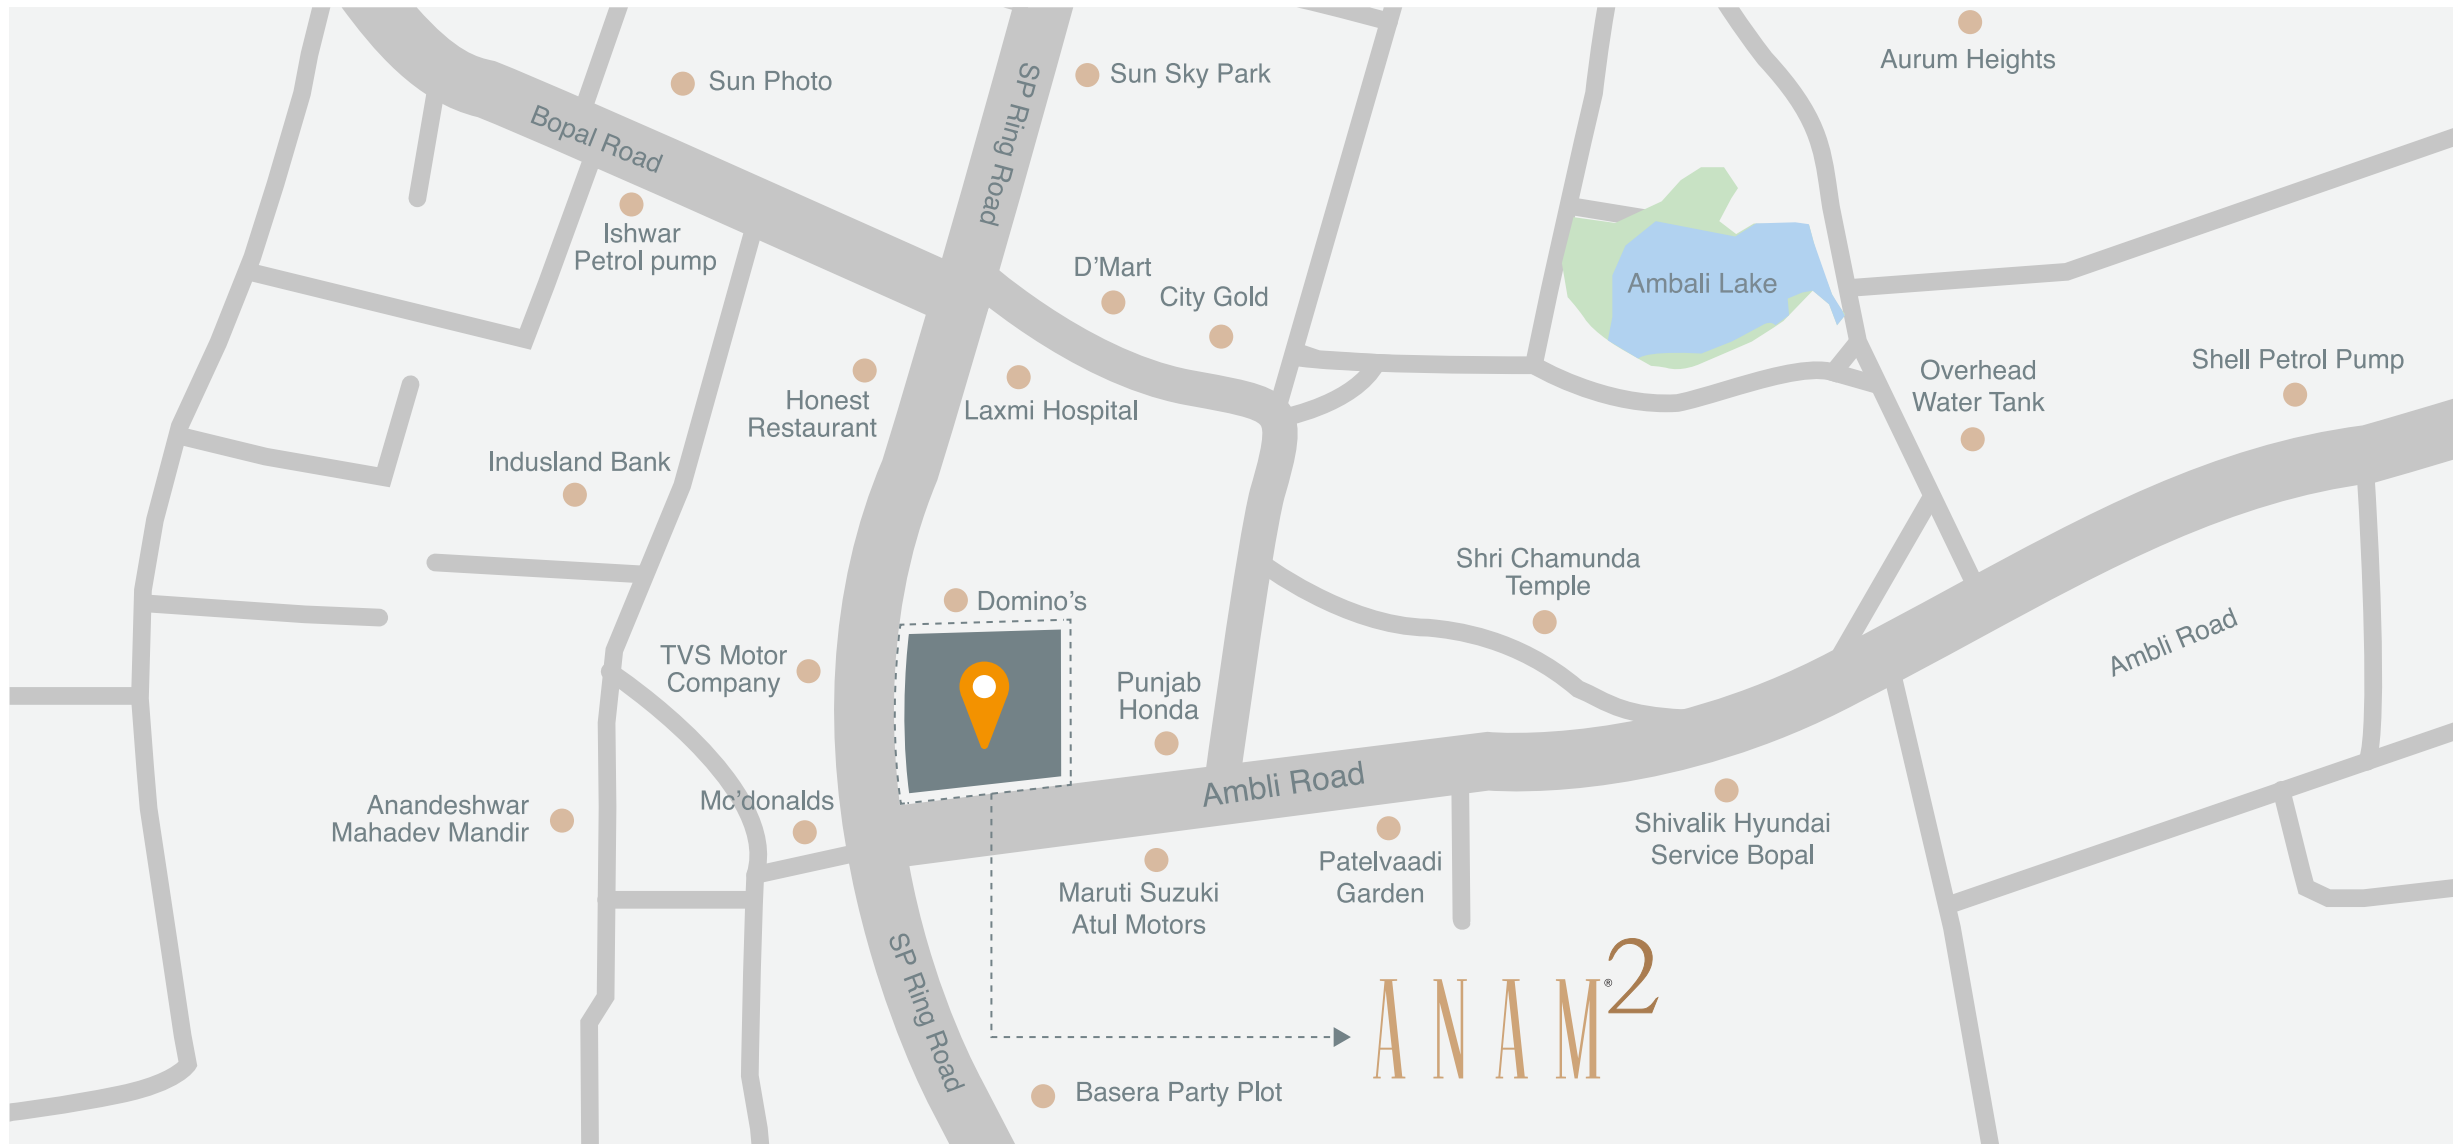 Aurum Heights
Sun Photo
Sun Sky Park
SP Ring Road
Bopal Road
Ishwar
Petrol pump
D’Mart
City Gold
Ambali Lake
Honest
Restaurant
Laxmi Hospital
Overhead
Water Tank
Shell Petrol Pump
Indusland Bank
Shri Chamunda
Temple
Domino’s
TVS Motor
Company
Punjab
Honda
Ambli Road
Ambli Road
Mc’donalds
Anandeshwar
Mahadev Mandir
Maruti Suzuki
Atul Motors
Patelvaadi
Garden
Shivalik Hyundai
Service Bopal
SP Ring Road
ANAM®2
Basera Party Plot